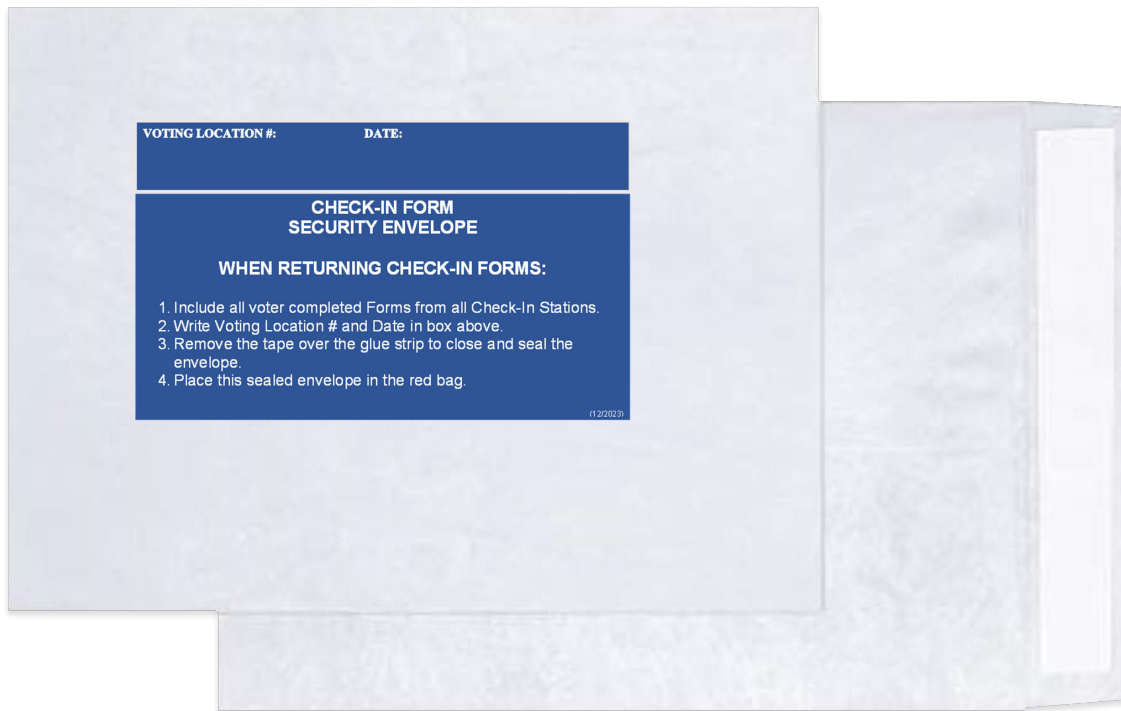 VOTING LOCATION #: DATE:
CHECK-IN FORM
SECURITY ENVELOPE
WHEN RETURNING CHECK-IN FORMS:
1. Include all voter completed Forms from all Check-In Stations.
2. Write Voting Location # and Date in box above.
3. Remove the tape over the glue strip to close and seal the
envelope.
4. Place this sealed envelope in the red bag.
(12/2023)